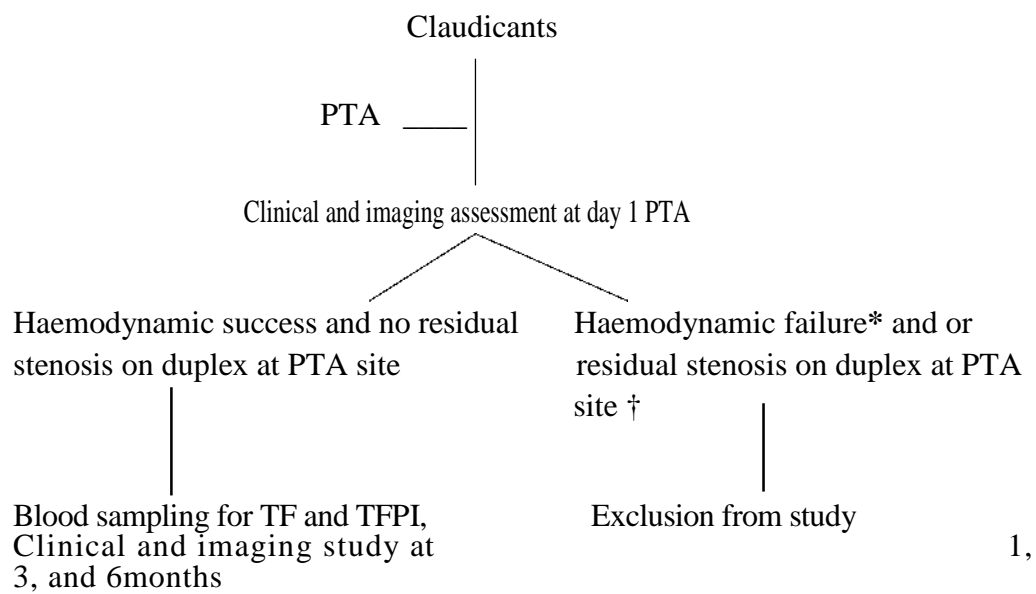 Claudicants
PTA
Clinical and imaging assessment at day 1 PTA
Haemodynamic success and no residual
stenosis on duplex at PTA site
Haemodynamic failure* and or
residual stenosis on duplex at PTA
site †
Blood sampling for TF and TFPI,
Clinical and imaging study at 1,
3, and 6months
Exclusion from study